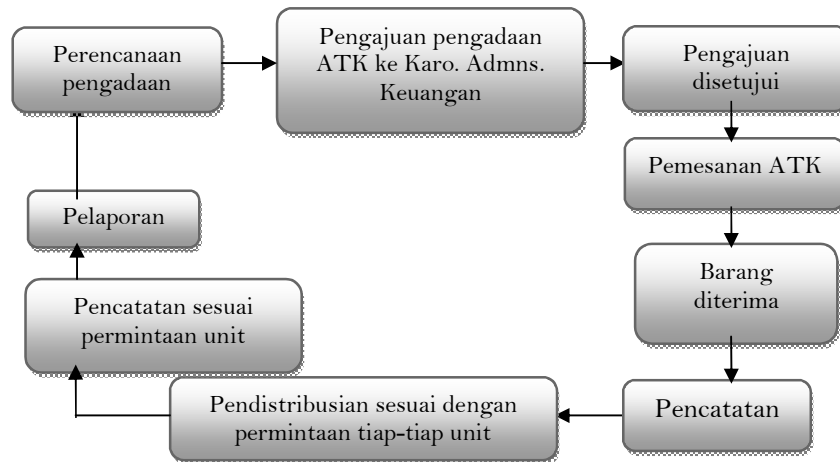 Perencanaan
pengadaan
Pengajuan pengadaan
ATK ke Karo. Admns.
Keuangan
Pengajuan
disetujui
Pemesanan ATK
Barang
diterima
Pencatatan
Pendistribusian sesuai dengan
permintaan tiap-tiap unit
Pencatatan sesuai
permintaan unit
Pelaporan